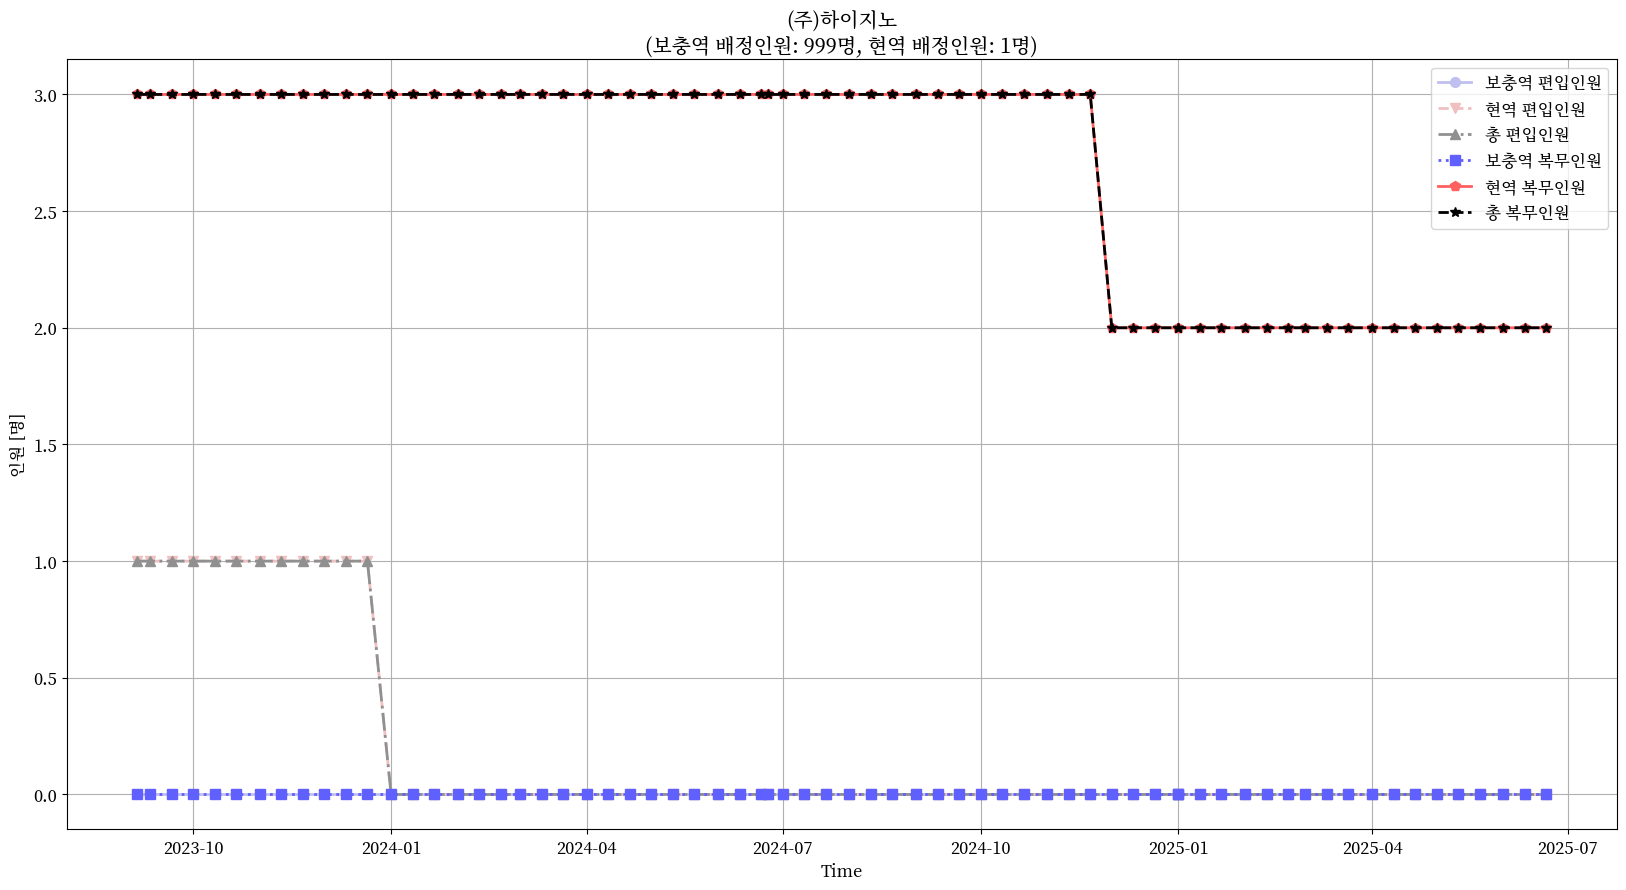 (주)하이지노
(보충역 배정인원: 999명, 현역 배정인원: 1명)
보충역 편입인원
현역 편입인원
총 편입인원
보충역 복무인원
현역 복무인원
총 복무인원
인원 [명]
3.0
2.5
2.0
1.5
1.0
0.5
0.0
2023-10
2024-01
2024-04
2024-07
2024-10
2025-01
2025-04
2025-07
Time